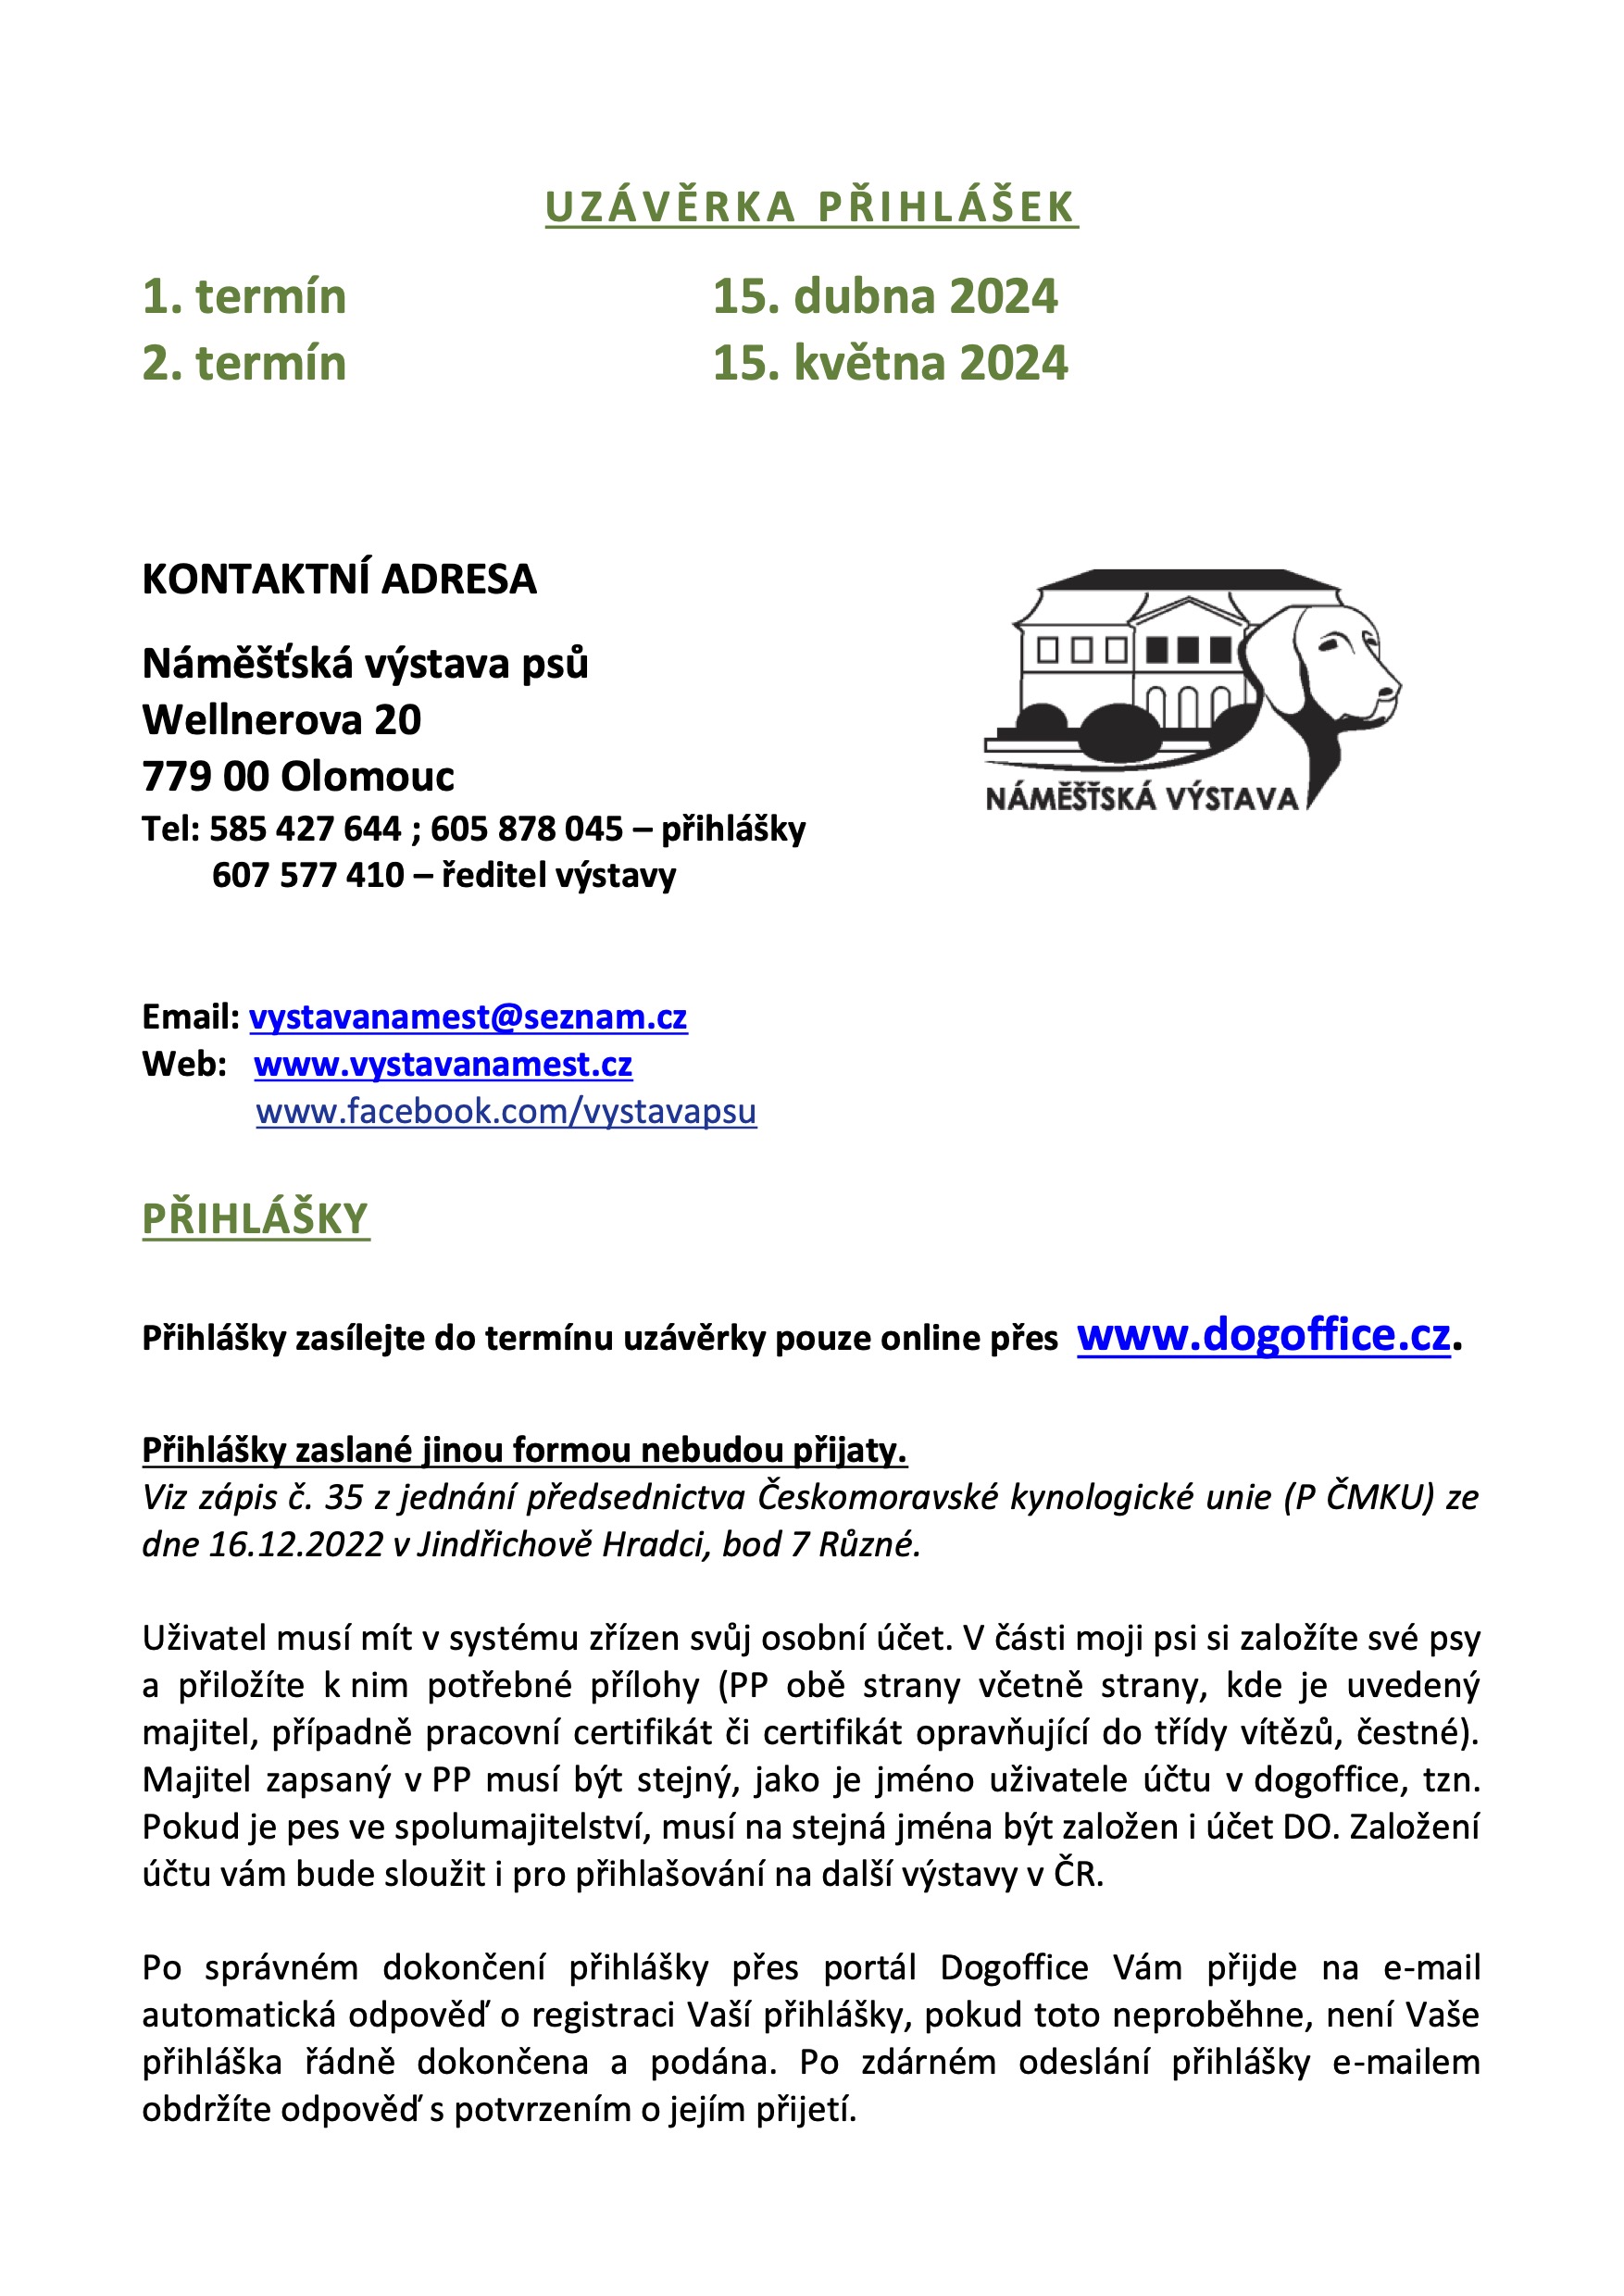 UZÁVĚRKA PŘIHLÁŠEK
1. termín 15. dubna 2024
2. termín 15. května 2024
KONTAKTNÍ ADRESA
Náměšťská výstava psů
Wellnerova 20
779 00 Olomouc
Tel: 585 427 644 ; 605 878 045 – přihlášky
607 577 410 – ředitel výstavy
NÁMĚŠŤSKÁ VÝSTAVA
Email: vystavanamest@seznam.cz
Web: www.vystavanamest.cz
www.facebook.com/vystavapsu
PŘIHLÁŠKY
Přihlášky zasílejte do termínu uzávěrky pouze online přes www.dogoffice.cz.
Přihlášky zaslané jinou formou nebudou přijaty.
Viz zápis č. 35 z jednání předsednictva Českomoravské kynologické unie (P ČMKU) ze
dne 16.12.2022 v Jindřichově Hradci, bod 7 Různé.
Uživatel musí mít v systému zřízen svůj osobní účet. V části moji psi si založíte své psy
a přiložíte k nim potřebné přílohy (PP obě strany včetně strany, kde je uvedený
majitel, případně pracovní certifikát či certifikát opravňující do třídy vítězů, čestné).
Majitel zapsaný v PP musí být stejný, jako je jméno uživatele účtu v dogoffice, tzn.
Pokud je pes ve spolumajitelství, musí na stejná jména být založen i účet DO. Založení
účtu vám bude sloužit i pro přihlašování na další výstavy v ČR.
Po správném dokončení přihlášky přes portál Dogoffice Vám přijde na e-mail
automatická odpověď o registraci Vaší přihlášky, pokud toto neproběhne, není Vaše
přihláška řádně dokončena a podána. Po zdárném odeslání přihlášky e-mailem
obdržíte odpověď s potvrzením o jejím přijetí.